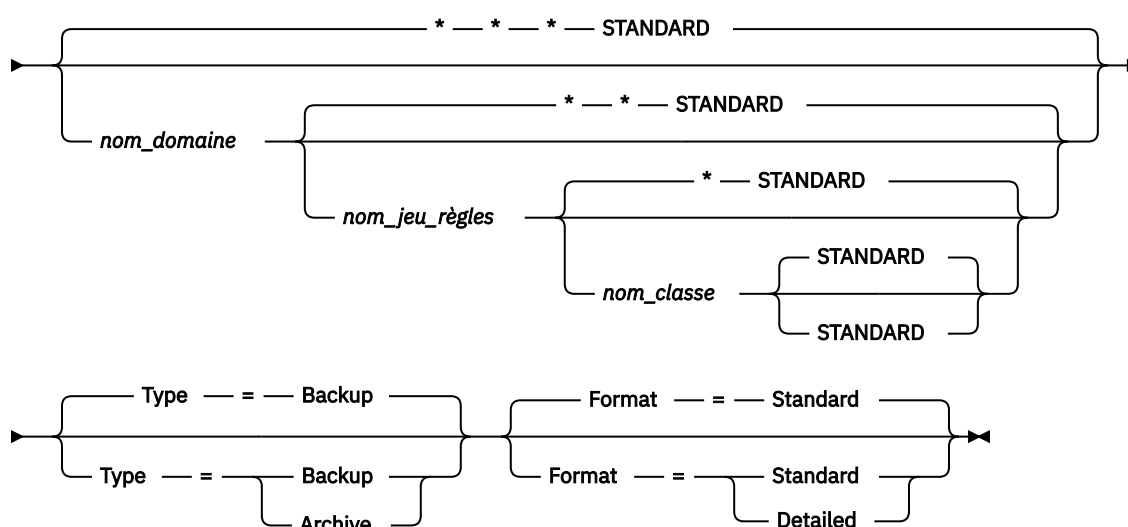 * * * STANDARD
* * STANDARD
nom_domaine
* STANDARD
nom_jeu_règles
STANDARD
nom_classe
STANDARD
Type = Backup Format = Standard
Type = Backup Format = Standard
Archive Detailed